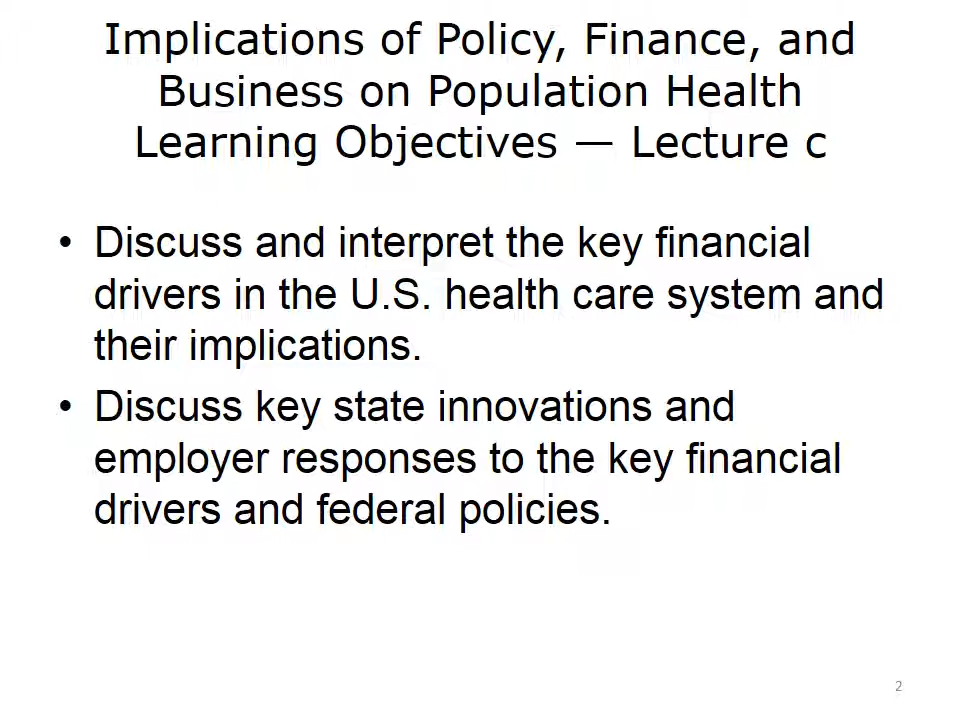 Implications of Policy, Finance, and
Business on Population Health
Learning Objectives — Lecture c
• Discuss and interpret the key financial
drivers in the U.S. health care system and
their implications.
• Discuss key state innovations and
employer responses to the key financial
drivers and federal policies.
2